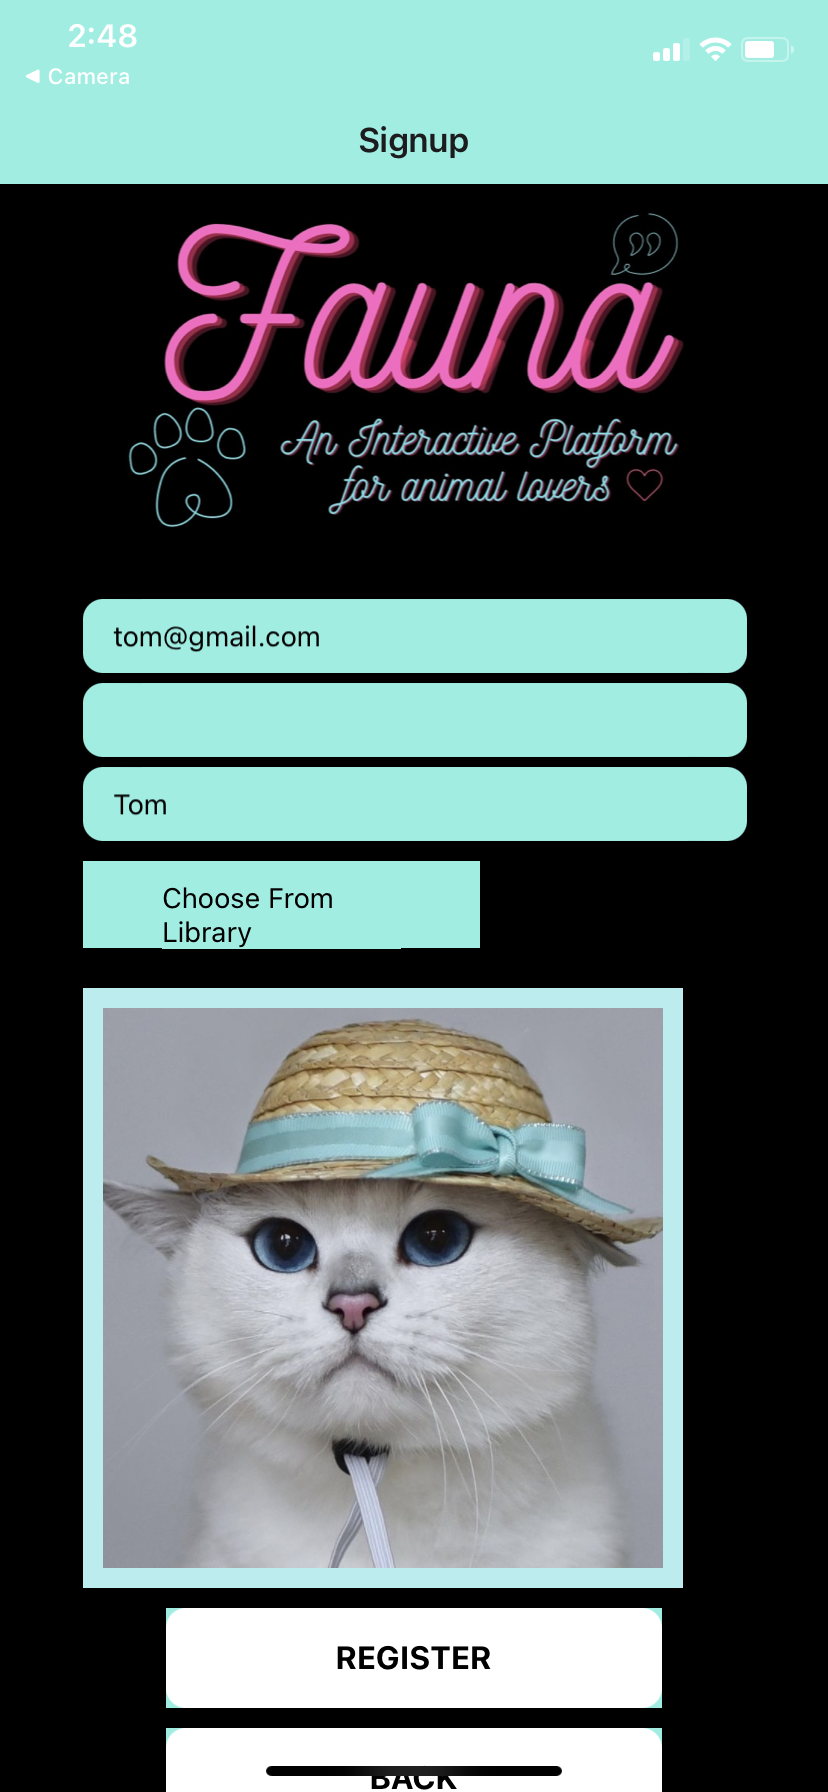 2:48
◀ Camera
Signup
Fauna
An Interactive Platform
for animal lovers
tom@gmail.com
Tom
Choose From
Library
REGISTER
BACK